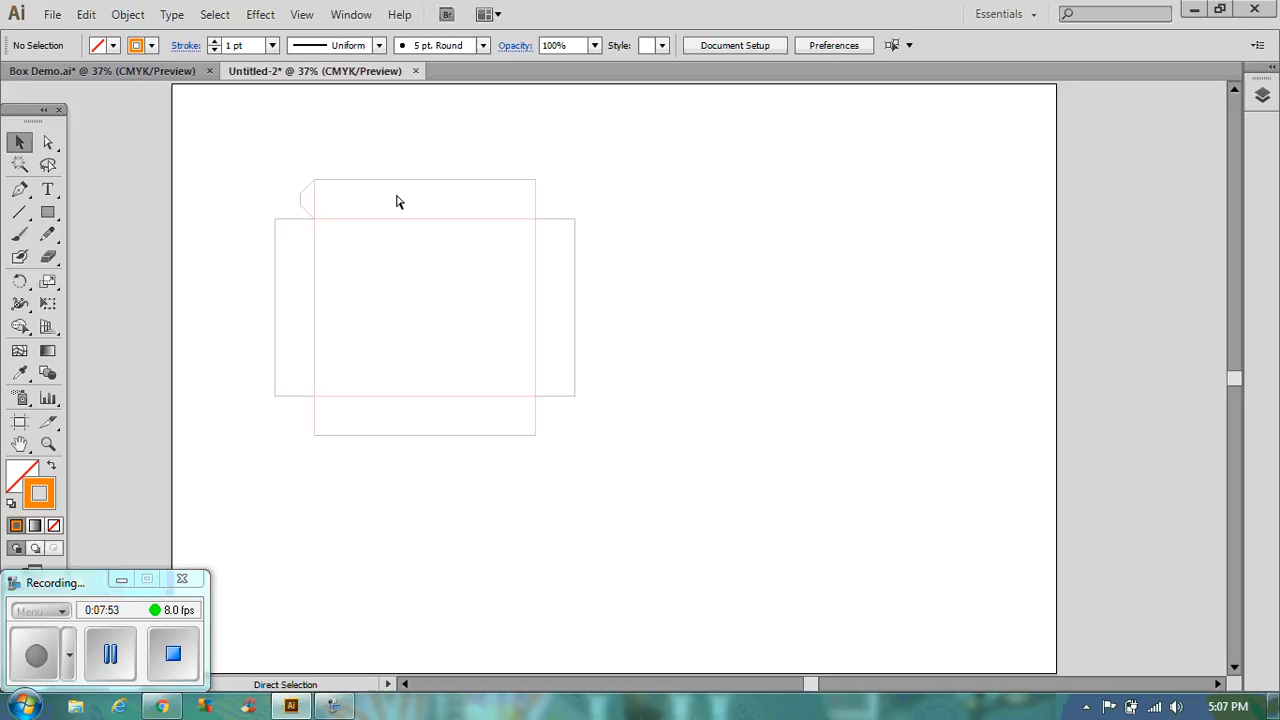 Ai File Edit Object Type Select Effect View Window Help Br Essentials
No Selection Stroke: 1 pt Uniform 5 pt. Round Opacity: 100% Style: Document Setup Preferences
Box Demo.ai* @ 37% (CMYK/Preview) × Untitled-2* @ 37% (CMYK/Preview) ×
T
Recording...
Menu 0:07:53 8.0 fps
Direct Selection
Ai 5:07 PM